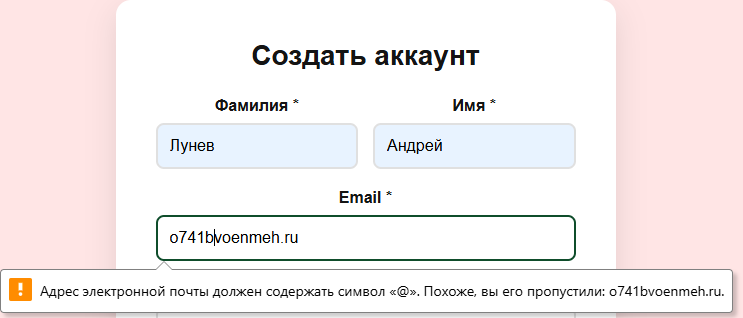 Создать аккаунт
Фамилия * Имя *
Лунев Андрей
Email *
o741bvoenmeh.ru
Адрес электронной почты должен содержать символ «@». Похоже, вы его пропустили: o741bvoenmeh.ru.